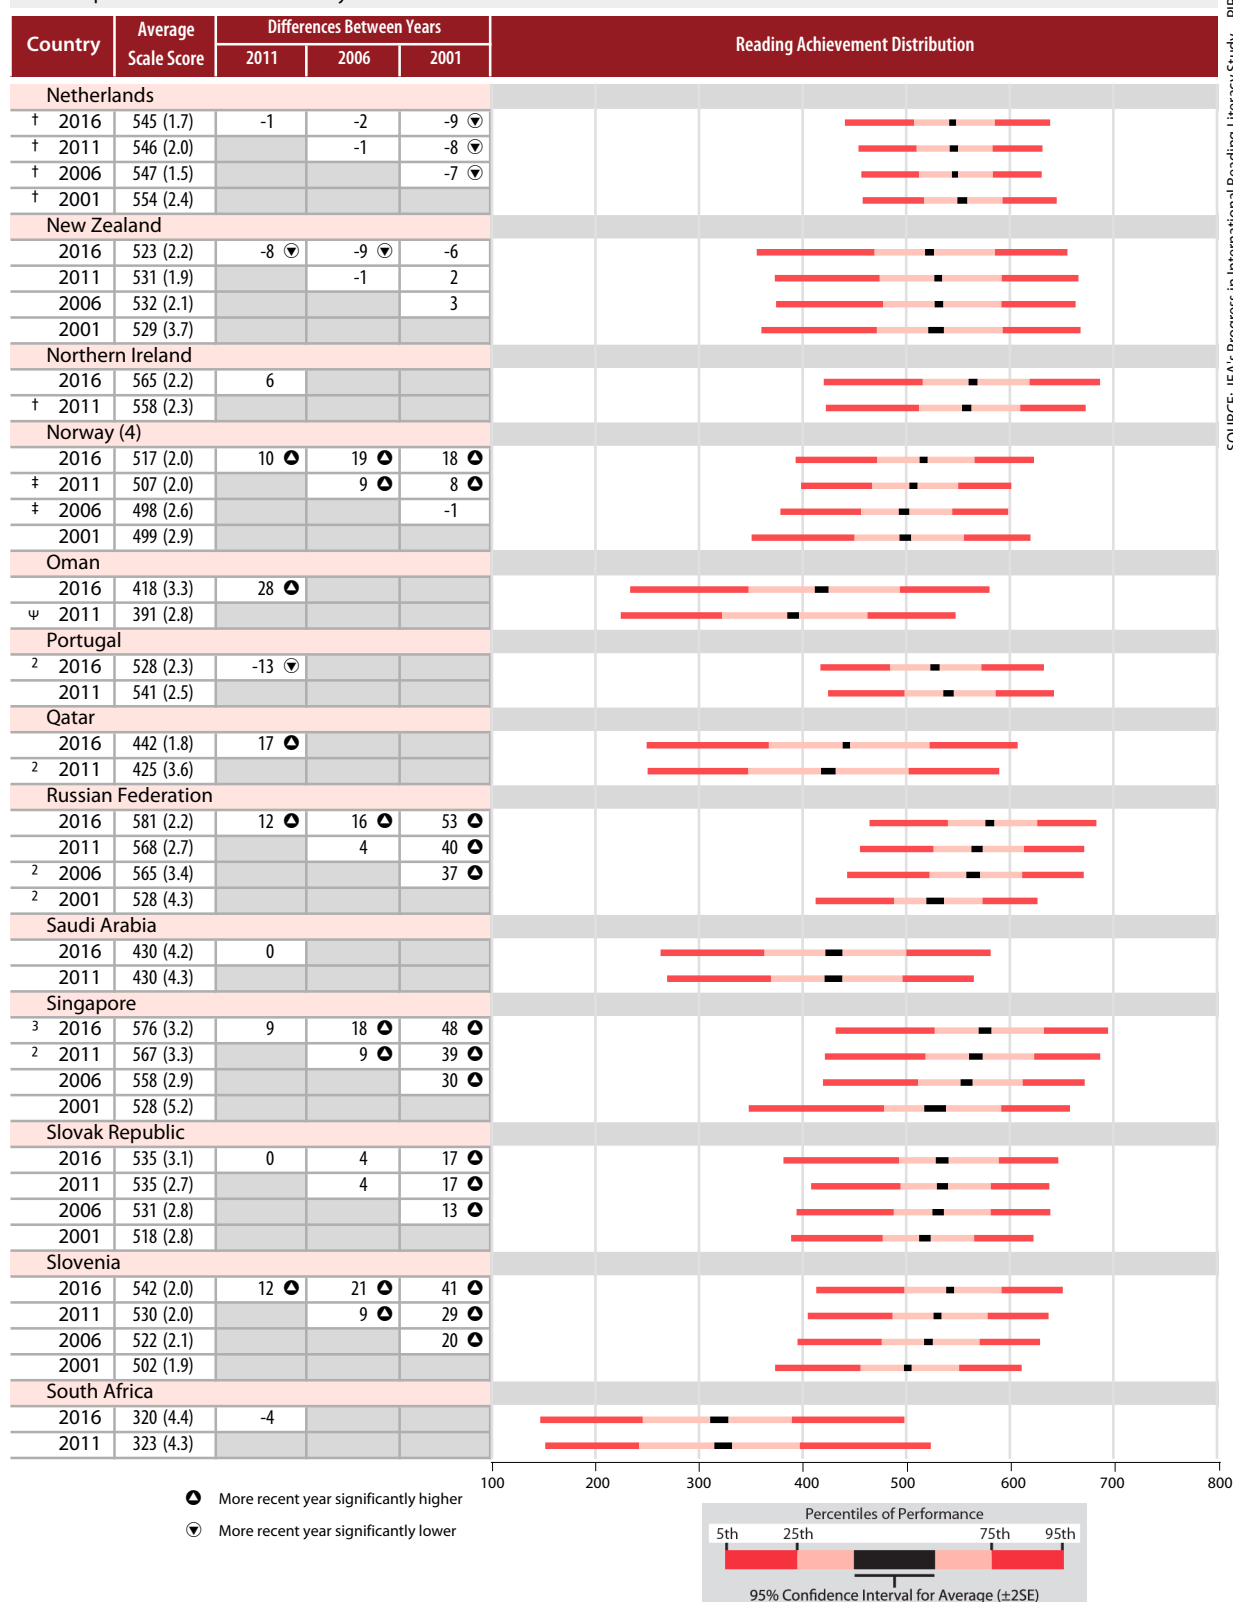 Country Average Scale Score Differences Between Years Reading Achievement Distribution
2011 2006 2001
Netherlands
† 2016 545 (1.7) -1 -2 -9
† 2011 546 (2.0) -1 -8
† 2006 547 (1.5) -7
† 2001 554 (2.4)
New Zealand
2016 523 (2.2) -8 -9 -6
2011 531 (1.9) -1 2
2006 532 (2.1) 3
2001 529 (3.7)
Northern Ireland
2016 565 (2.2) 6
† 2011 558 (2.3)
Norway (4)
2016 517 (2.0) 10 19 18
‡ 2011 507 (2.0) 9 8
‡ 2006 498 (2.6) -1
2001 499 (2.9)
Oman
2016 418 (3.3) 28
Ψ 2011 391 (2.8)
Portugal
2 2016 528 (2.3) -13
2011 541 (2.5)
Qatar
2016 442 (1.8) 17
2 2011 425 (3.6)
Russian Federation
2016 581 (2.2) 12 16 53
2011 568 (2.7) 4 40
2 2006 565 (3.4) 37
2 2001 528 (4.3)
Saudi Arabia
2016 430 (4.2) 0
2011 430 (4.3)
Singapore
3 2016 576 (3.2) 9 18 48
2 2011 567 (3.3) 9 39
2006 558 (2.9) 30
2001 528 (5.2)
Slovak Republic
2016 535 (3.1) 0 4 17
2011 535 (2.7) 4 17
2006 531 (2.8) 13
2001 518 (2.8)
Slovenia
2016 542 (2.0) 12 21 41
2011 530 (2.0) 9 29
2006 522 (2.1) 20
2001 502 (1.9)
South Africa
2016 320 (4.4) -4
2011 323 (4.3)
100 200 300 400 500 600 700 800
More recent year significantly higher
More recent year significantly lower
Percentiles of Performance
5th 25th 75th 95th
95% Confidence Interval for Average (±2SE)
SOURCE: IEA's Progress in International Reading Literacy Study